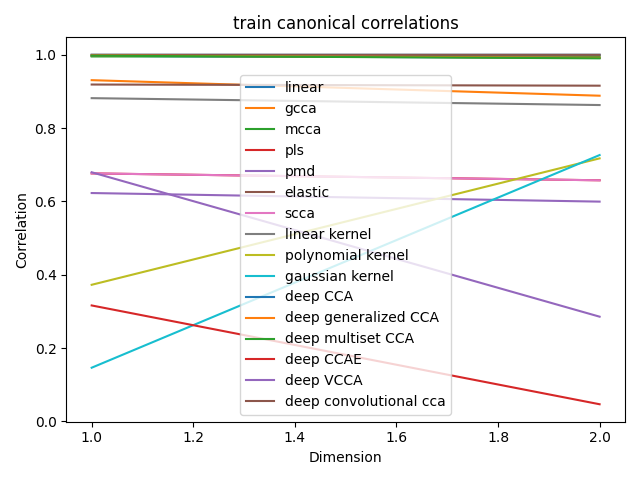 train canonical correlations
Correlation
1.0
0.8
0.6
0.4
0.2
0.0
linear
gcca
mcca
pls
pmd
elastic
scca
linear kernel
polynomial kernel
gaussian kernel
deep CCA
deep generalized CCA
deep multiset CCA
deep CCAE
deep VCCA
deep convolutional cca
1.0 1.2 1.4 1.6 1.8 2.0
Dimension